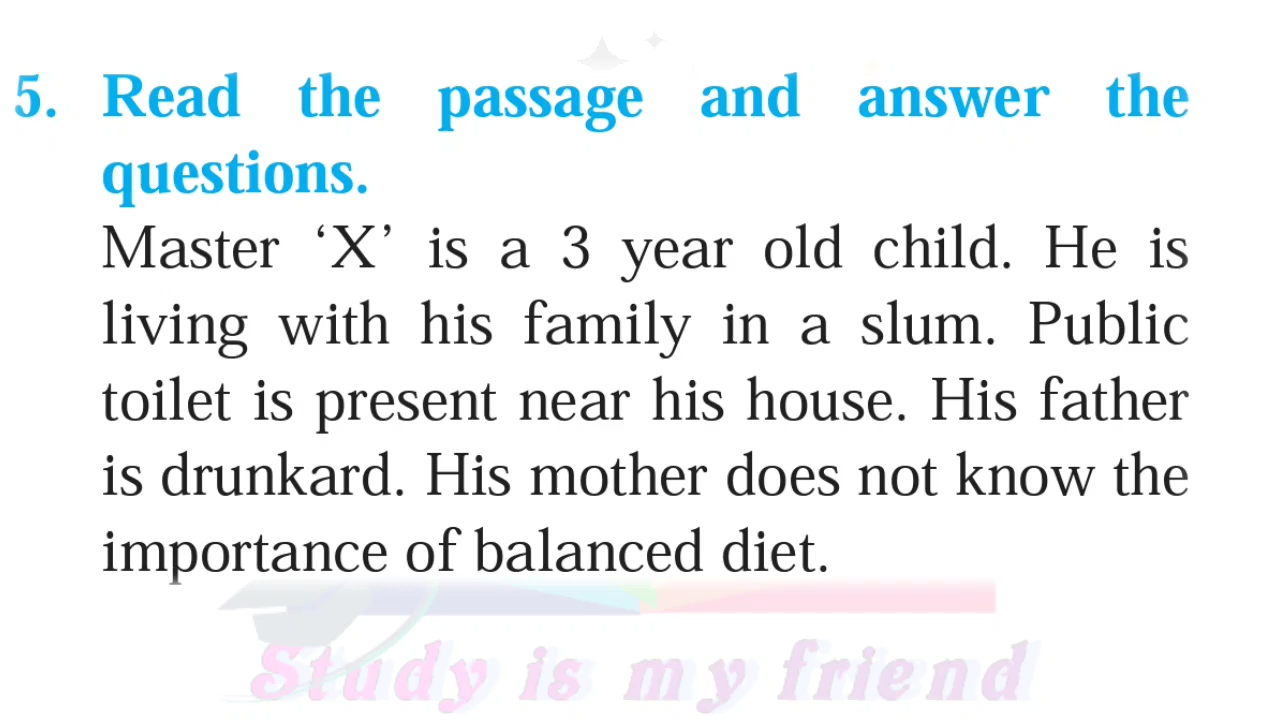 5. Read the passage and answer the
questions.
Master ‘X’ is a 3 year old child. He is
living with his family in a slum. Public
toilet is present near his house. His father
is drunkard. His mother does not know the
importance of balanced diet.
Study is my friend